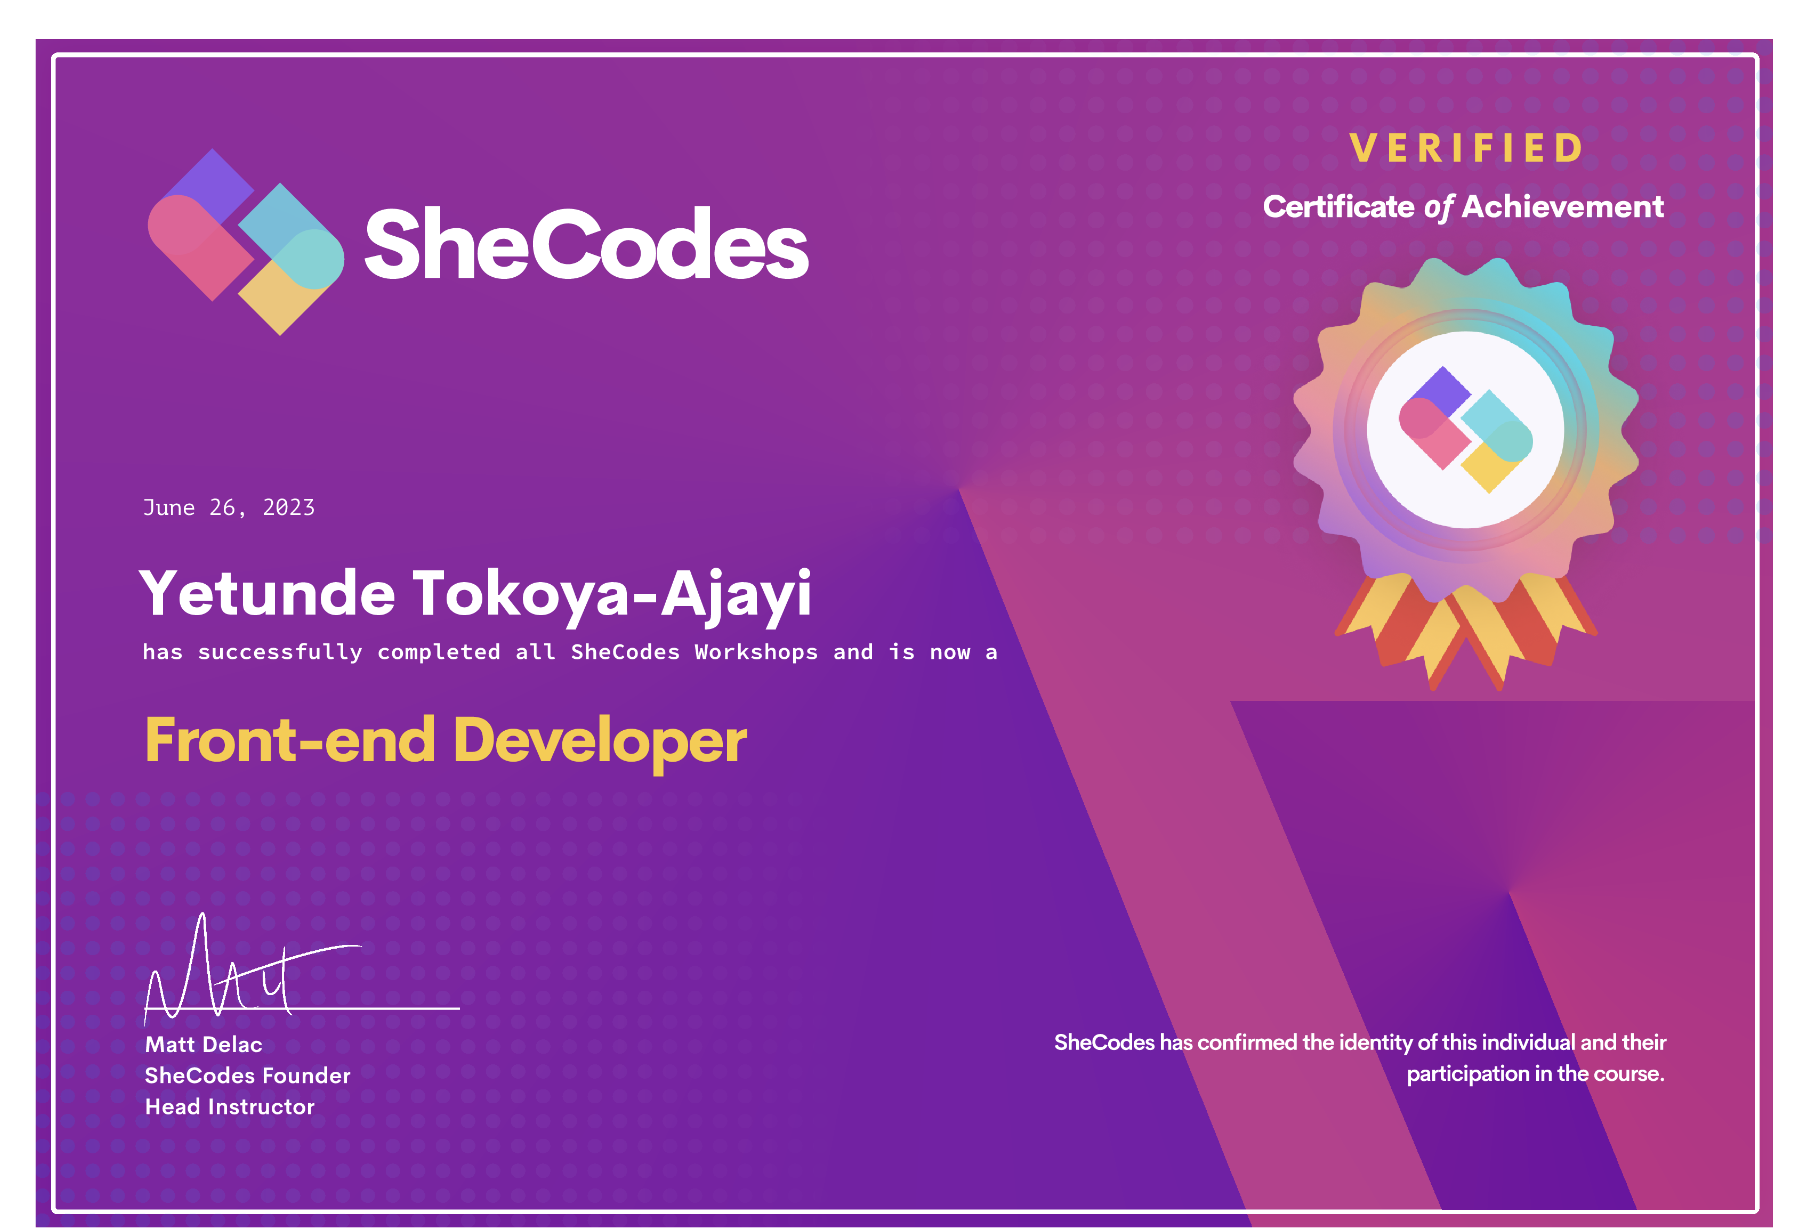 SheCodes
VERIFIED
Certificate of Achievement
June 26, 2023
Yetunde Tokoya-Ajayi
has successfully completed all SheCodes Workshops and is now a
Front-end Developer
Matt
Matt Delac
SheCodes Founder
Head Instructor
SheCodes has confirmed the identity of this individual and their
participation in the course.